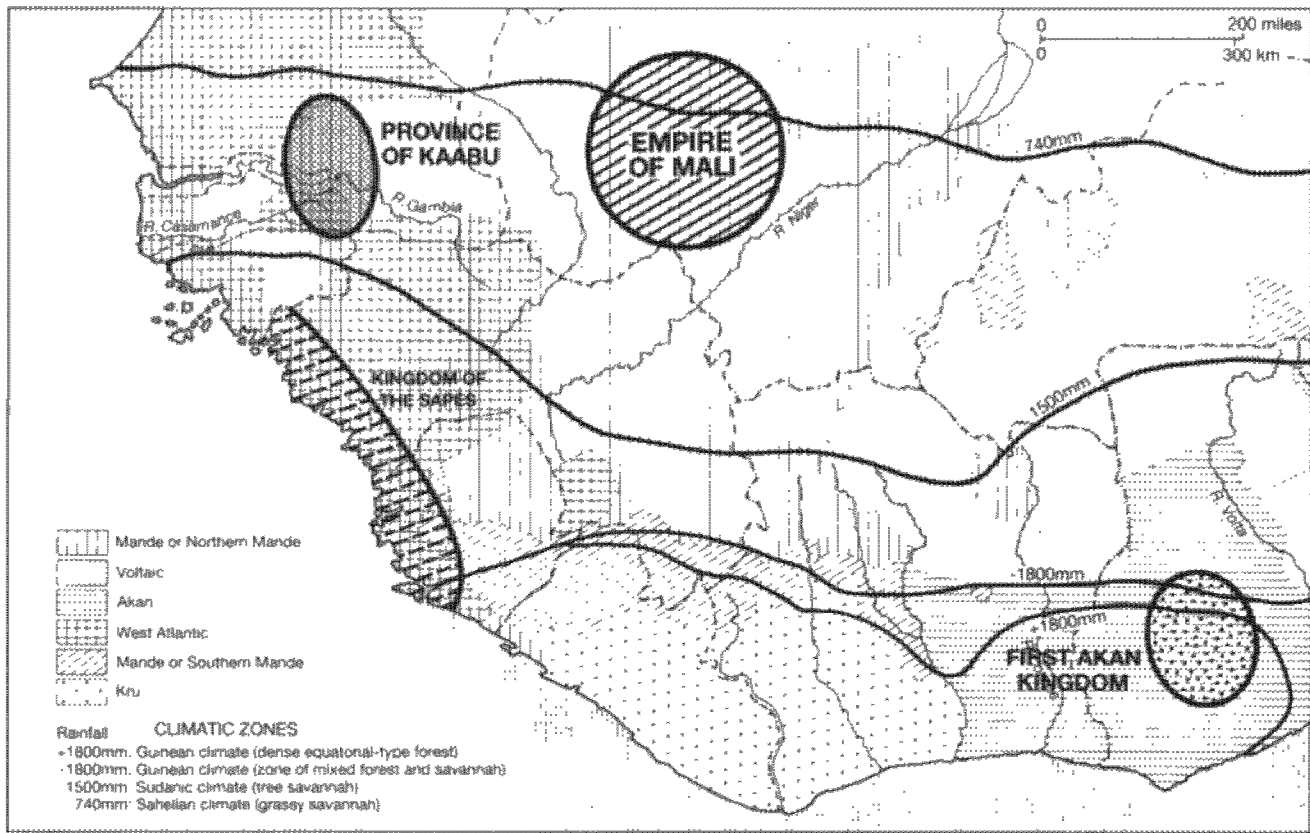 0 200 miles
0 300 km
PROVINCE
OF KAABU
EMPIRE
OF MALI
740mm
R. Gambia
R. Casamance
R. Niger
KINGDOM OF
THE SAPES
1500mm
R. Volta
-1800mm
+1800mm
FIRST AKAN
KINGDOM
Mande or Northern Mande
Voltaic
Akan
West Atlantic
Mande or Southern Mande
Kru
Rainfall CLIMATIC ZONES
+1800mm. Guinean climate (dense equatorial-type forest)
-1800mm. Guinean climate (zone of mixed forest and savannah)
1500mm Sudanic climate (tree savannah)
740mm Sahelian climate (grassy savannah)